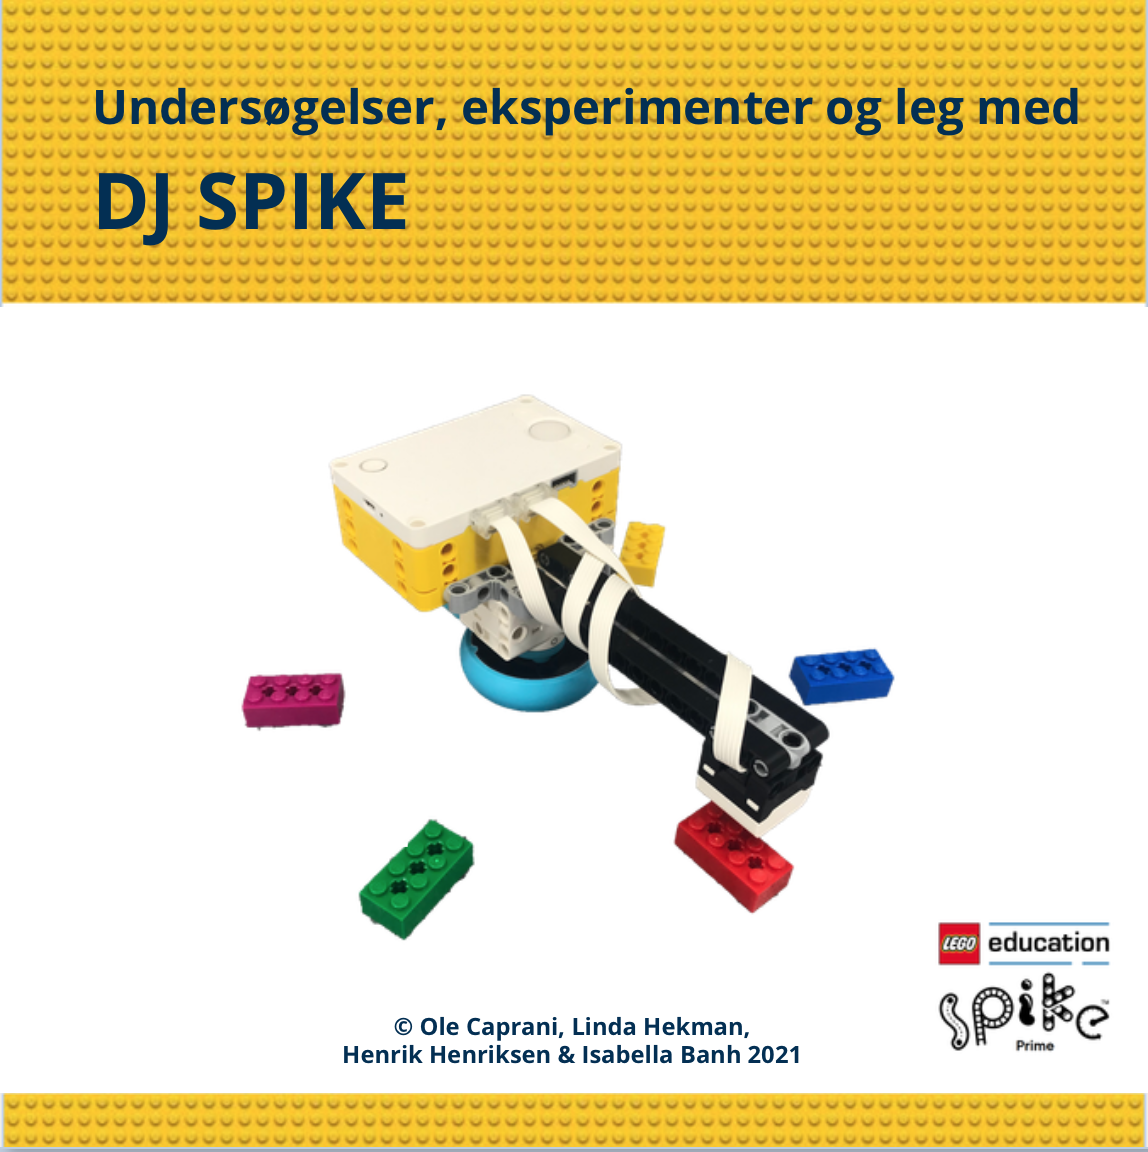 Undersøgelser, eksperimenter og leg med
DJ SPIKE
LEGO education
spike™
Prime
© Ole Caprani, Linda Hekman,
Henrik Henriksen & Isabella Banh 2021